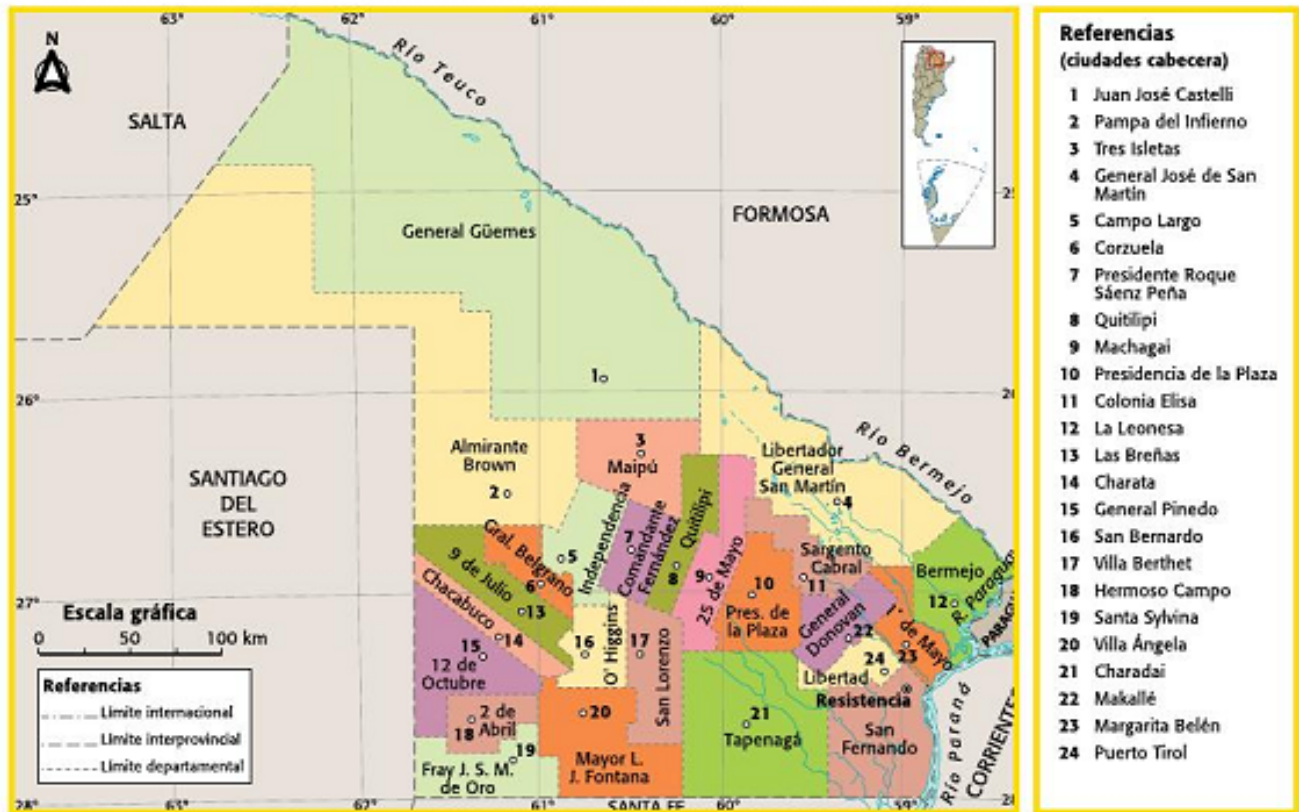 63°
62°
61°
60°
59°
N
Río Teuco
SALTA
25°
FORMOSA
General Güemes
1
26°
Río Bermejo
Almirante
Brown
2
3
Maipú
Libertador
General
San Martín
4
SANTIAGO
DEL
ESTERO
Gral. Belgrano
5
6
Independencia
7
Comandante
Fernández
Quitilipi
8
25 de Mayo
9
10
Pres. de
la Plaza
Sargento
Cabral
11
Bermejo
12
R. Paraguay
9 de Julio
13
Chacabuco
14
27°
General
Donovan
22
1° de Mayo
23
24
Libertad
Escala gráfica
0 50 100 km
15
12 de
Octubre
16
O' Higgins
17
San Lorenzo
Resistencia
San
Fernando
Río Paraná
CORRIENTES
Referencias
Límite internacional
Límite interprovincial
Límite departamental
2 de
Abril
18
19
Fray J. S. M.
de Oro
20
Mayor L.
J. Fontana
21
Tapenagá
28°
63°
62°
61°
SANTA FE
60°
59°
Referencias
(ciudades cabecera)
1 Juan José Castelli
2 Pampa del Infierno
3 Tres Isletas
4 General José de San
Martín
5 Campo Largo
6 Corzuela
7 Presidente Roque
Sáenz Peña
8 Quitilipi
9 Machagai
10 Presidencia de la Plaza
11 Colonia Elisa
12 La Leonesa
13 Las Breñas
14 Charata
15 General Pinedo
16 San Bernardo
17 Villa Berthet
18 Hermoso Campo
19 Santa Sylvina
20 Villa Ángela
21 Charadai
22 Makallé
23 Margarita Belén
24 Puerto Tirol